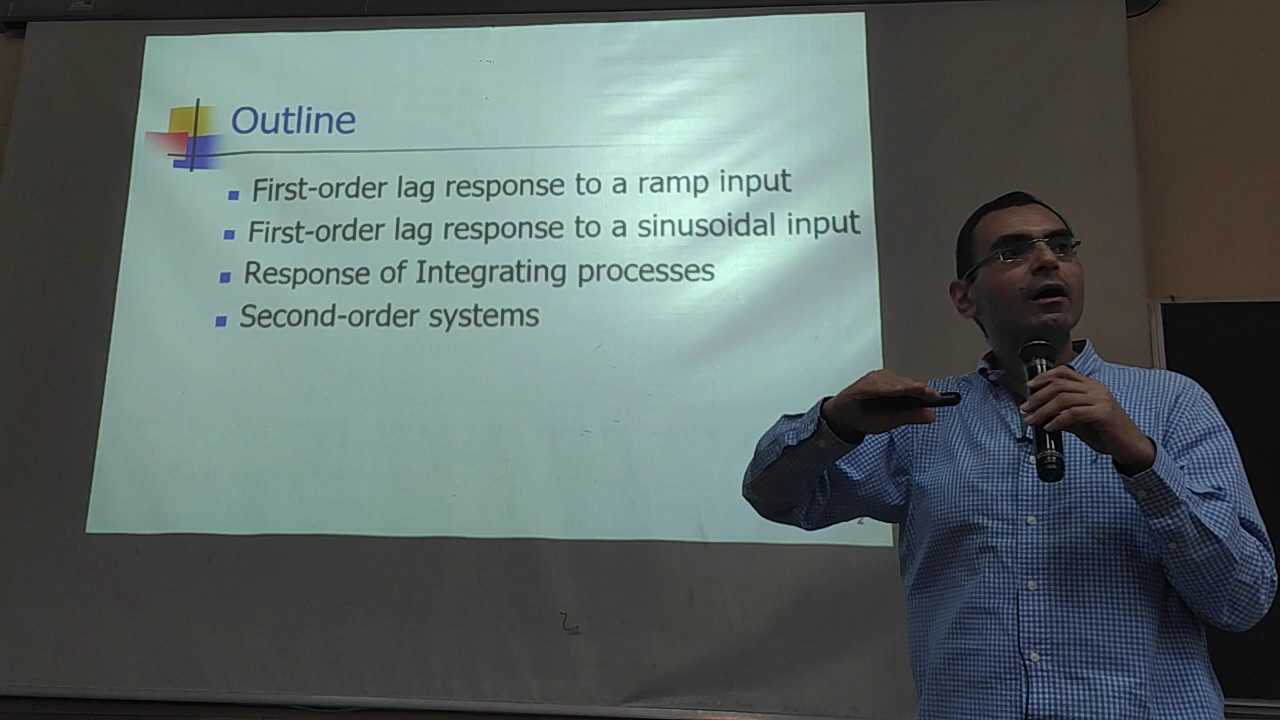 Outline
First-order lag response to a ramp input
First-order lag response to a sinusoidal input
Response of Integrating processes
Second-order systems
2